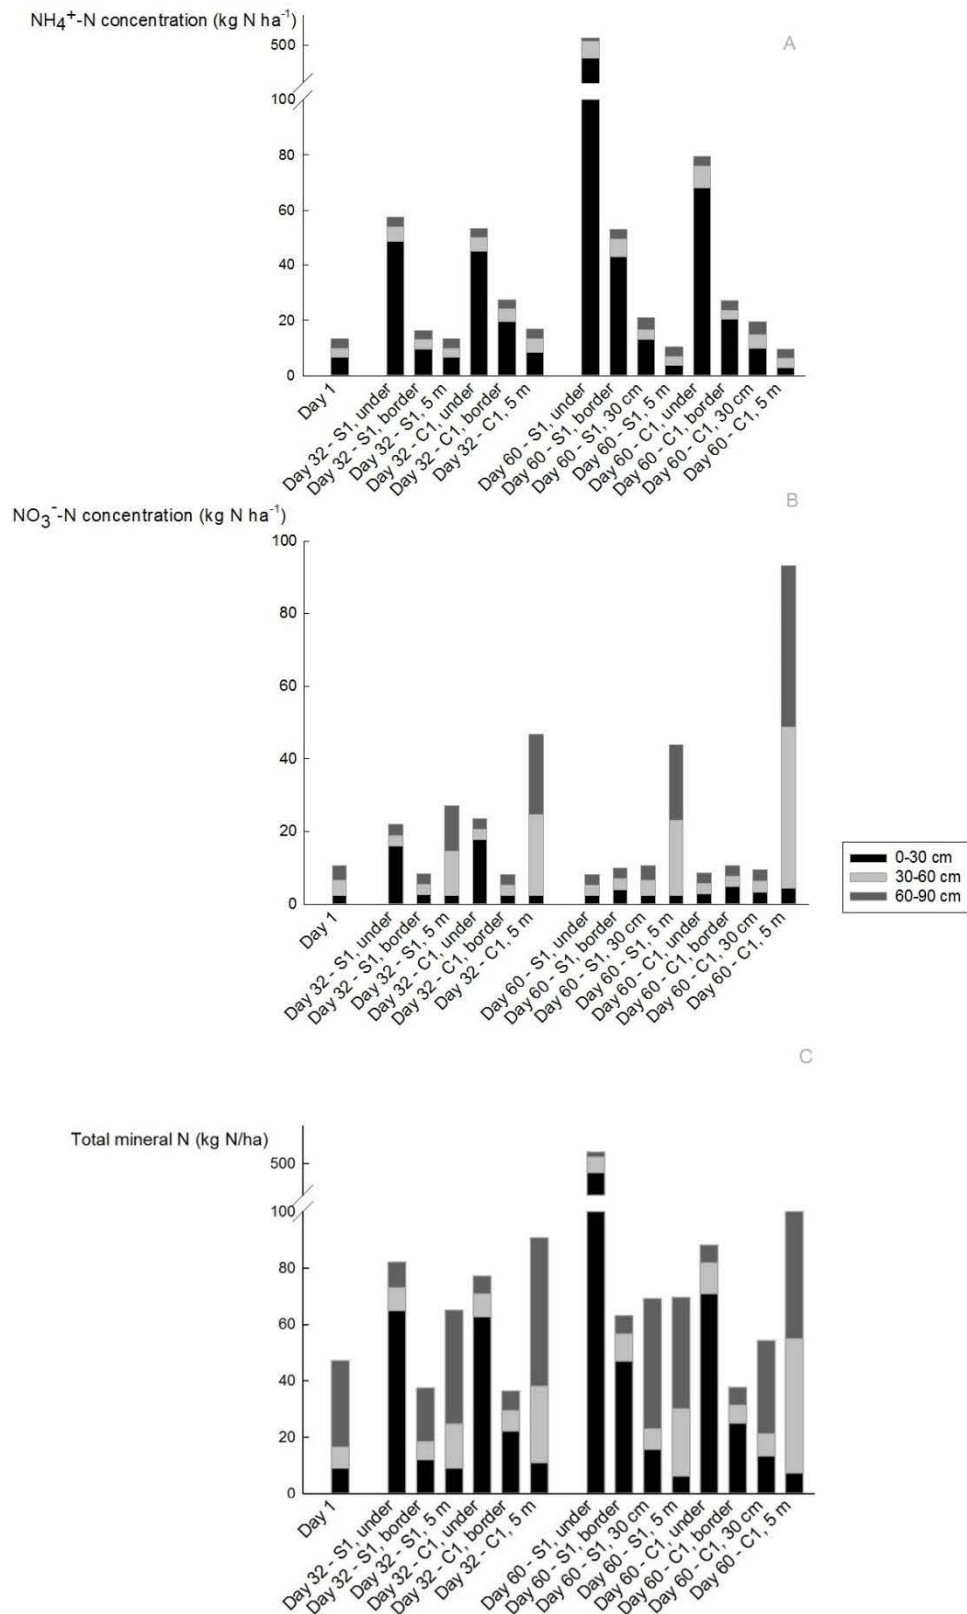 NH₄⁺-N concentration (kg N ha⁻¹)
A
500
100
80
60
40
20
0
Day 1
Day 32 - S1, under
Day 32 - S1, border
Day 32 - S1, 5 m
Day 32 - C1, under
Day 32 - C1, border
Day 32 - C1, 5 m
Day 60 - S1, under
Day 60 - S1, border
Day 60 - S1, 30 cm
Day 60 - S1, 5 m
Day 60 - C1, under
Day 60 - C1, border
Day 60 - C1, 30 cm
Day 60 - C1, 5 m
B
NO₃⁻-N concentration (kg N ha⁻¹)
100
80
60
40
20
0
Day 1
Day 32 - S1, under
Day 32 - S1, border
Day 32 - S1, 5 m
Day 32 - C1, under
Day 32 - C1, border
Day 32 - C1, 5 m
Day 60 - S1, under
Day 60 - S1, border
Day 60 - S1, 30 cm
Day 60 - S1, 5 m
Day 60 - C1, under
Day 60 - C1, border
Day 60 - C1, 30 cm
Day 60 - C1, 5 m
0-30 cm
30-60 cm
60-90 cm
C
Total mineral N (kg N/ha)
500
100
80
60
40
20
0
Day 1
Day 32 - S1, under
Day 32 - S1, border
Day 32 - S1, 5 m
Day 32 - C1, under
Day 32 - C1, border
Day 32 - C1, 5 m
Day 60 - S1, under
Day 60 - S1, border
Day 60 - S1, 30 cm
Day 60 - S1, 5 m
Day 60 - C1, under
Day 60 - C1, border
Day 60 - C1, 30 cm
Day 60 - C1, 5 m